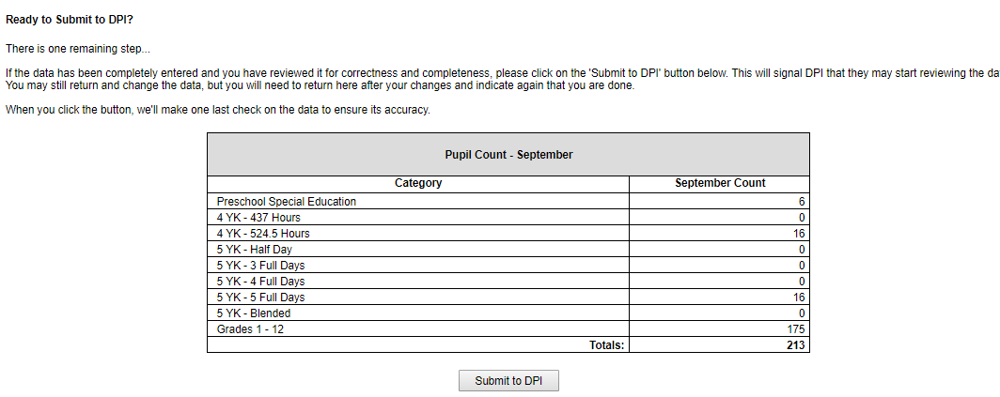 Ready to Submit to DPI?
There is one remaining step...
If the data has been completely entered and you have reviewed it for correctness and completeness, please click on the 'Submit to DPI' button below. This will signal DPI that they may start reviewing the da
You may still return and change the data, but you will need to return here after your changes and indicate again that you are done.
When you click the button, we'll make one last check on the data to ensure its accuracy.
Pupil Count - September
Category September Count
Preschool Special Education 6
4 YK - 437 Hours 0
4 YK - 524.5 Hours 16
5 YK - Half Day 0
5 YK - 3 Full Days 0
5 YK - 4 Full Days 0
5 YK - 5 Full Days 16
5 YK - Blended 0
Grades 1 - 12 175
Totals: 213
Submit to DPI